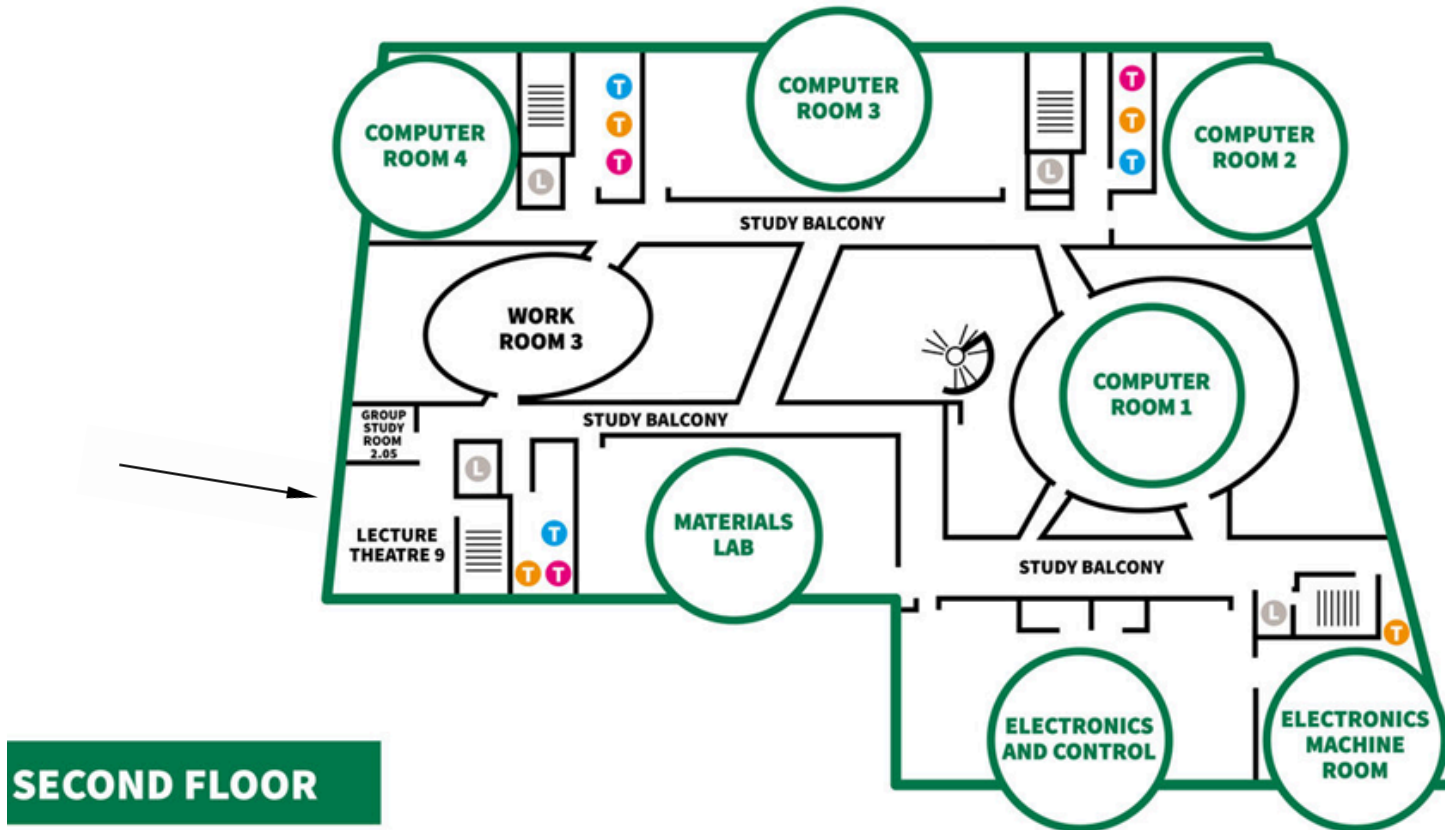 COMPUTER
ROOM 4
T
T
T
L
COMPUTER
ROOM 3
L
T
T
T
COMPUTER
ROOM 2
STUDY BALCONY
WORK
ROOM 3
COMPUTER
ROOM 1
GROUP
STUDY
ROOM
2.05
STUDY BALCONY
L
LECTURE
THEATRE 9
T
T T
MATERIALS
LAB
STUDY BALCONY
L
T
ELECTRONICS
AND CONTROL
ELECTRONICS
MACHINE
ROOM
SECOND FLOOR